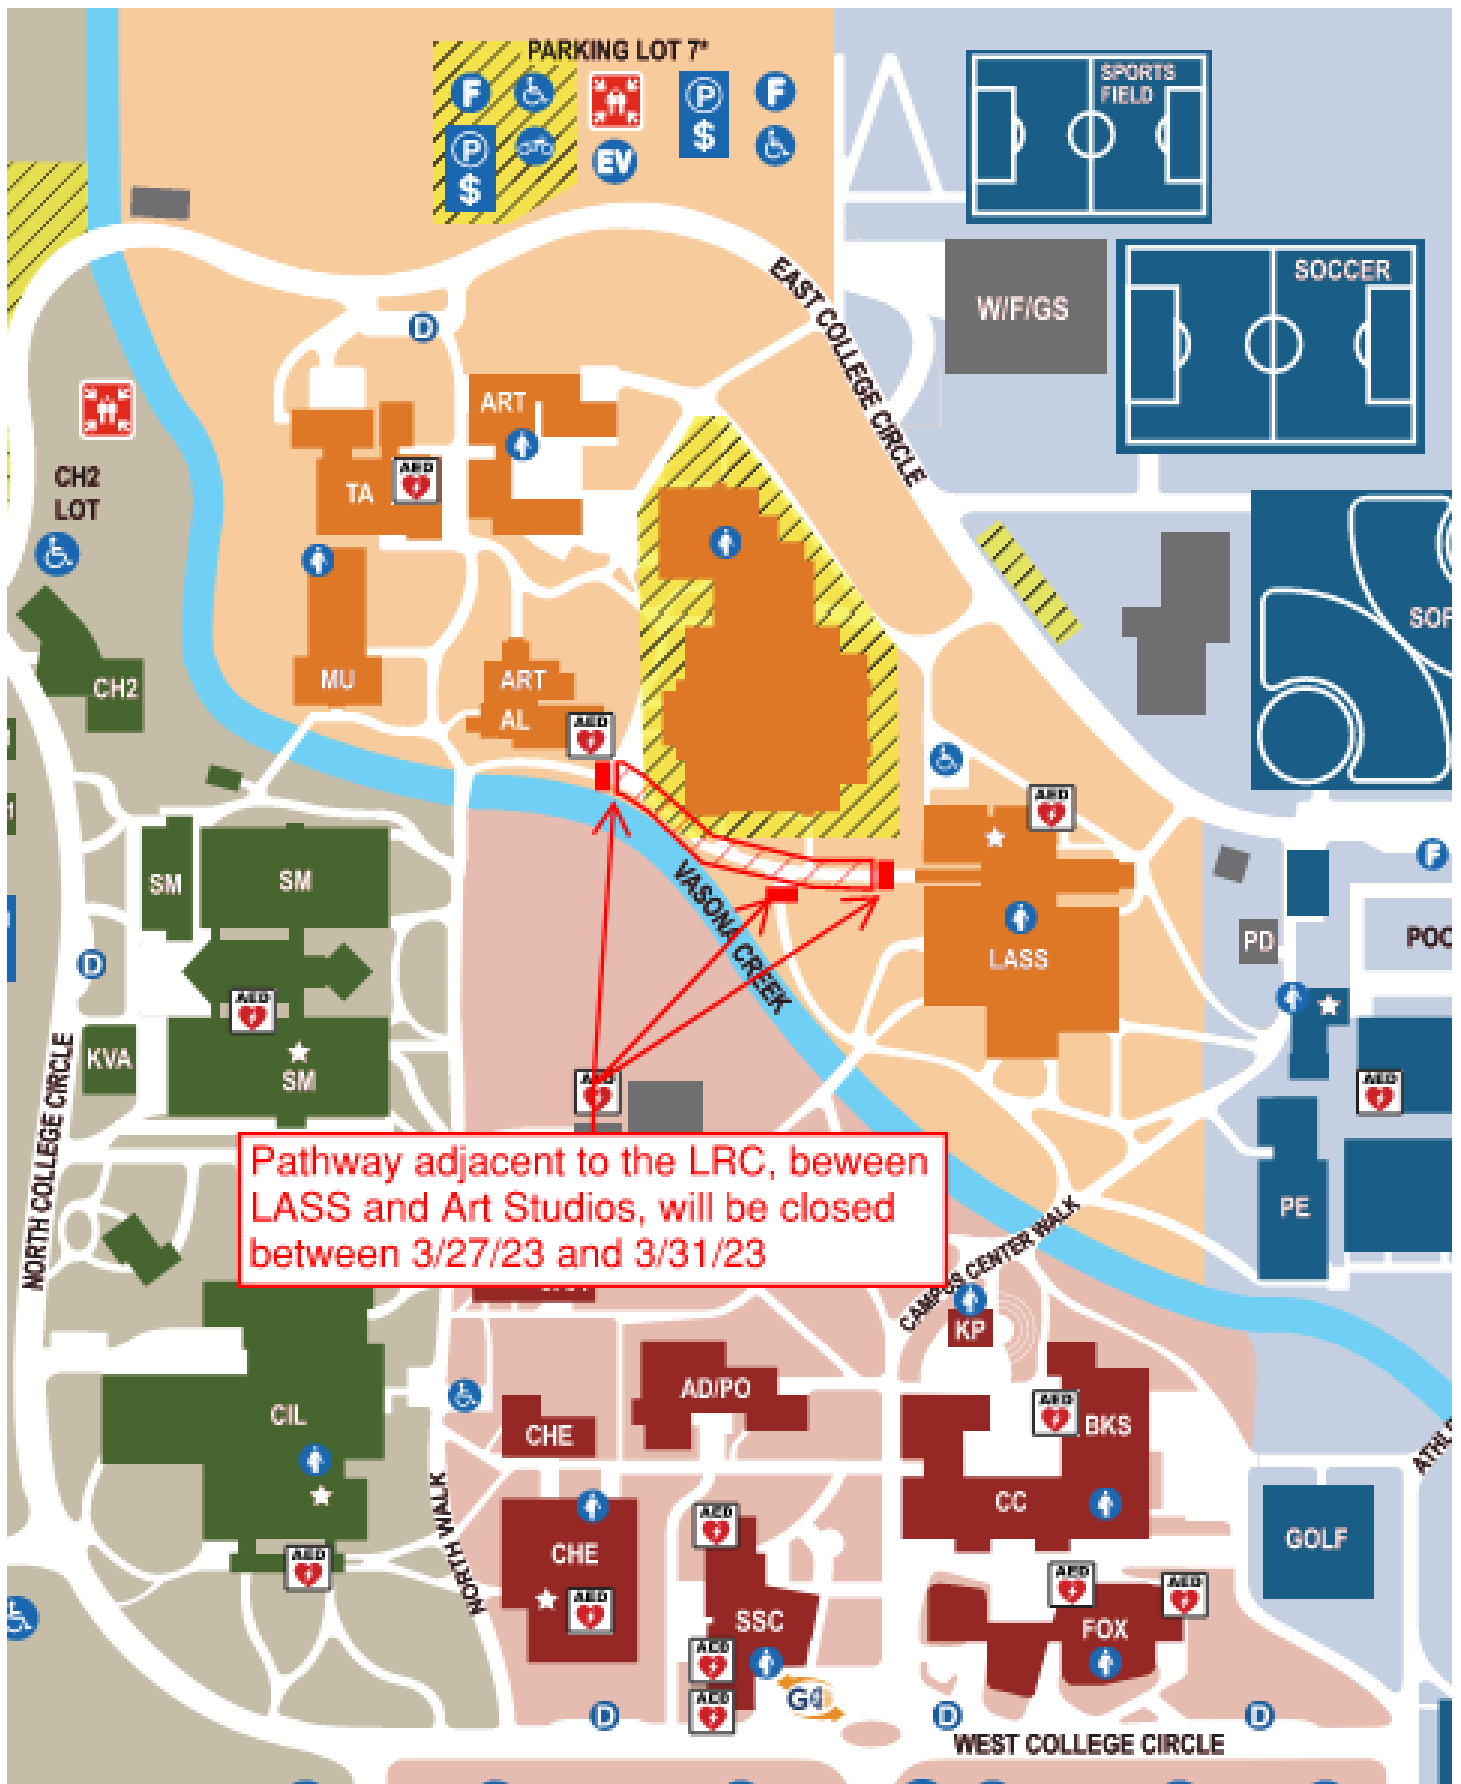 PARKING LOT 7*
F
P
$
EV
P
$
F
SPORTS
FIELD
SOCCER
W/F/GS
EAST COLLEGE CIRCLE
D
ART
TA
AED
CH2
LOT
CH2
MU
ART
AL
AED
AED
SM
SM
LASS
VASONA CREEK
F
PD
D
AED
KVA
SM
AED
AED
NORTH COLLEGE CIRCLE
Pathway adjacent to the LRC, beween
LASS and Art Studios, will be closed
between 3/27/23 and 3/31/23
PE
CAMPUS CENTER WALK
KP
AD/PO
CIL
CHE
AED
BKS
CC
NORTH WALK
AED
GOLF
CHE
AED
AED
AED
AED
SSC
FOX
AED
AED
G
D
D
D
WEST COLLEGE CIRCLE